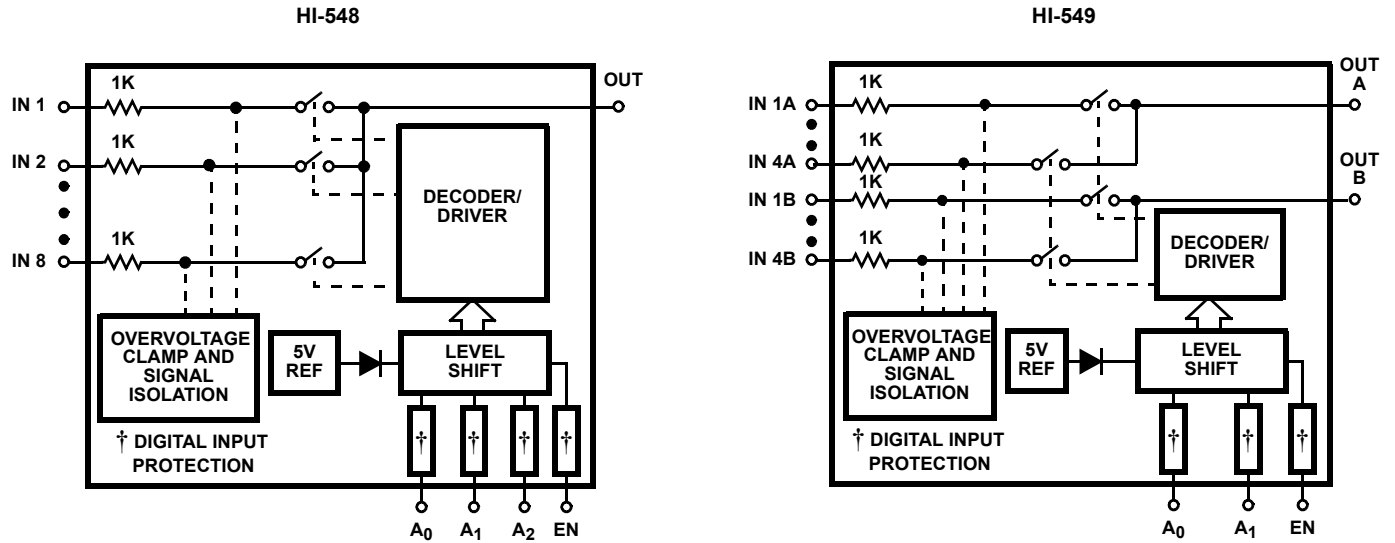 HI-548
1K
OUT
IN 1
1K
IN 2
1K
IN 8
DECODER/
DRIVER
OVERVOLTAGE
CLAMP AND
SIGNAL
ISOLATION
5V
REF
LEVEL
SHIFT
† DIGITAL INPUT
PROTECTION
† † † †
A0 A1 A2 EN
HI-549
1K
OUT
A
IN 1A
IN 4A
1K
OUT
B
IN 1B
1K
IN 4B
DECODER/
DRIVER
OVERVOLTAGE
CLAMP AND
SIGNAL
ISOLATION
5V
REF
LEVEL
SHIFT
† DIGITAL INPUT
PROTECTION
† † †
A0 A1 EN